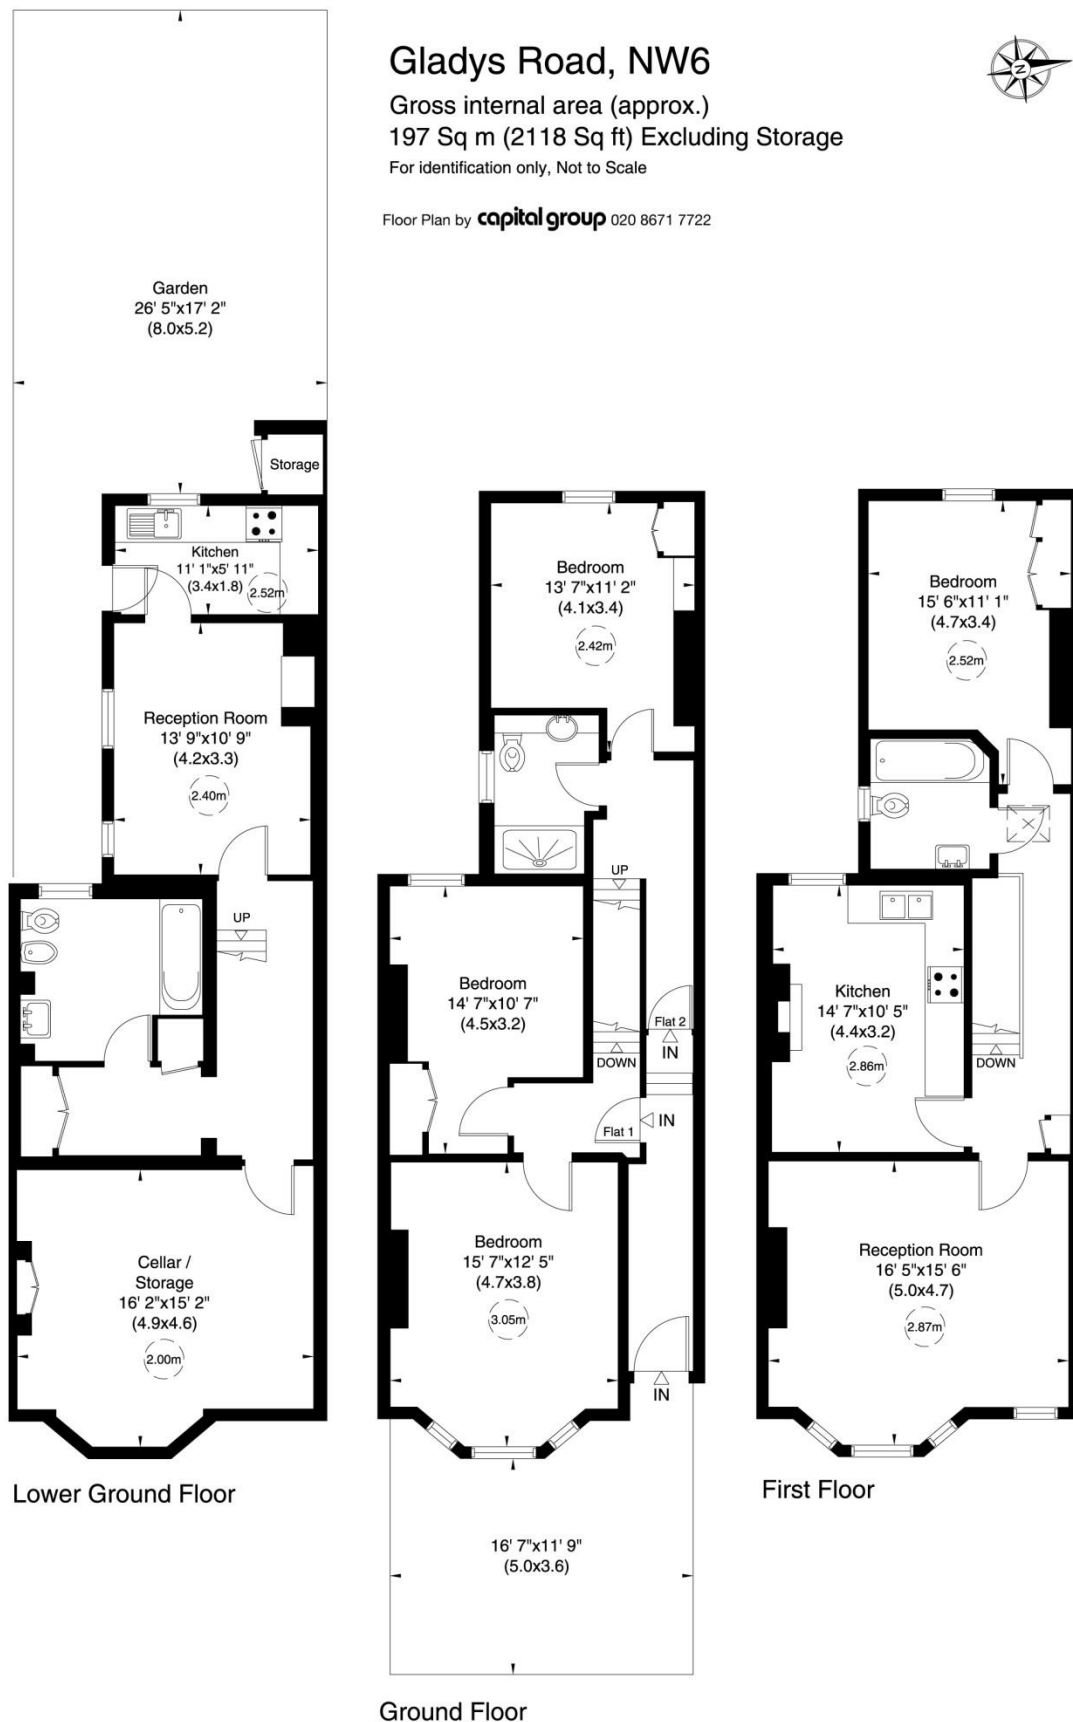 Gladys Road, NW6
Gross internal area (approx.)
197 Sq m (2118 Sq ft) Excluding Storage
For identification only, Not to Scale
Floor Plan by capital group 020 8671 7722
N
Garden
26' 5"x17' 2"
(8.0x5.2)
Storage
Kitchen
11' 1"x5' 11"
(3.4x1.8)
2.52m
Reception Room
13' 9"x10' 9"
(4.2x3.3)
2.40m
UP
Cellar /
Storage
16' 2"x15' 2"
(4.9x4.6)
2.00m
Lower Ground Floor
Bedroom
13' 7"x11' 2"
(4.1x3.4)
2.42m
UP
Bedroom
14' 7"x10' 7"
(4.5x3.2)
Flat 2
IN
DOWN
Flat 1
IN
Bedroom
15' 7"x12' 5"
(4.7x3.8)
3.05m
IN
16' 7"x11' 9"
(5.0x3.6)
Ground Floor
Bedroom
15' 6"x11' 1"
(4.7x3.4)
2.52m
Kitchen
14' 7"x10' 5"
(4.4x3.2)
2.86m
DOWN
Reception Room
16' 5"x15' 6"
(5.0x4.7)
2.87m
First Floor